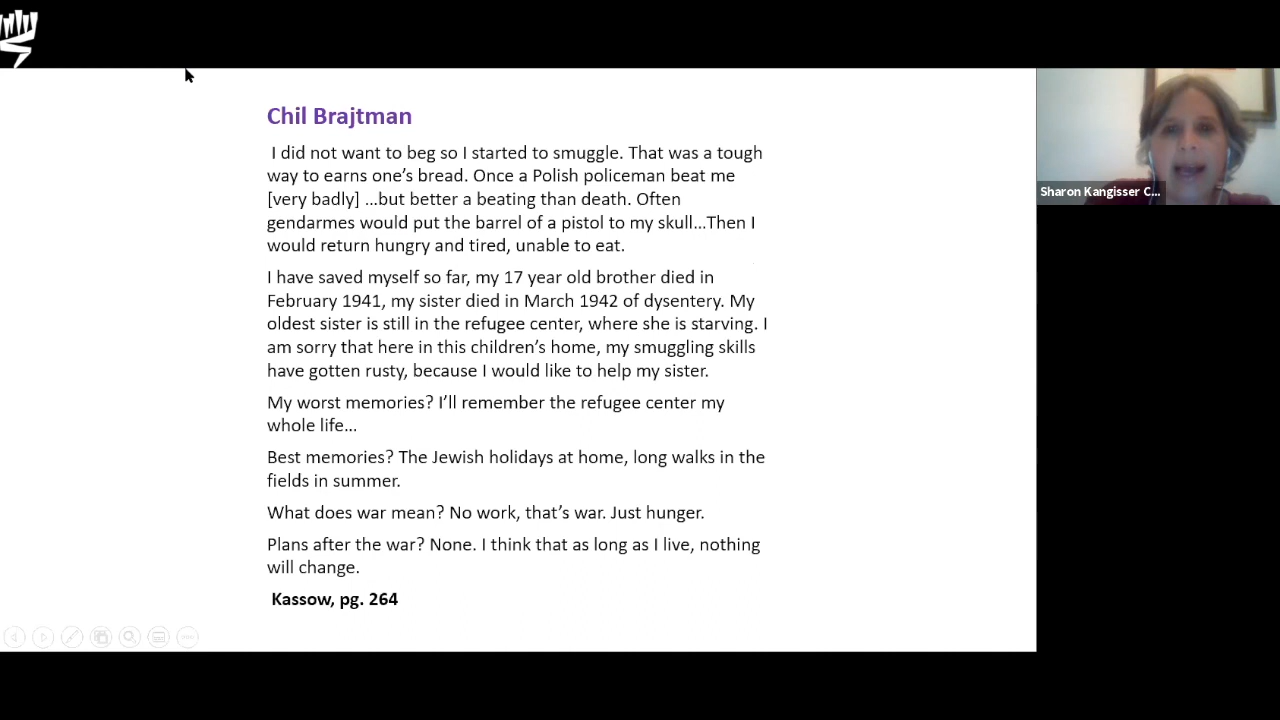 Chil Brajtman
I did not want to beg so I started to smuggle. That was a tough
way to earns one’s bread. Once a Polish policeman beat me
[very badly] …but better a beating than death. Often
gendarmes would put the barrel of a pistol to my skull…Then I
would return hungry and tired, unable to eat.
I have saved myself so far, my 17 year old brother died in
February 1941, my sister died in March 1942 of dysentery. My
oldest sister is still in the refugee center, where she is starving. I
am sorry that here in this children’s home, my smuggling skills
have gotten rusty, because I would like to help my sister.
My worst memories? I’ll remember the refugee center my
whole life…
Best memories? The Jewish holidays at home, long walks in the
fields in summer.
What does war mean? No work, that’s war. Just hunger.
Plans after the war? None. I think that as long as I live, nothing
will change.
Kassow, pg. 264
Sharon Kangisser C...